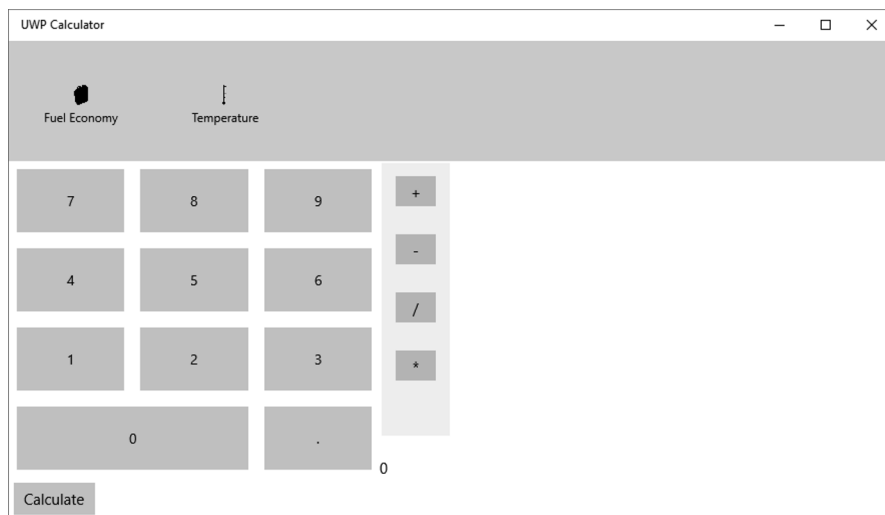 UWP Calculator
Fuel Economy Temperature
7 8 9 +
-
4 5 6
/
1 2 3 *
0 .
0
Calculate